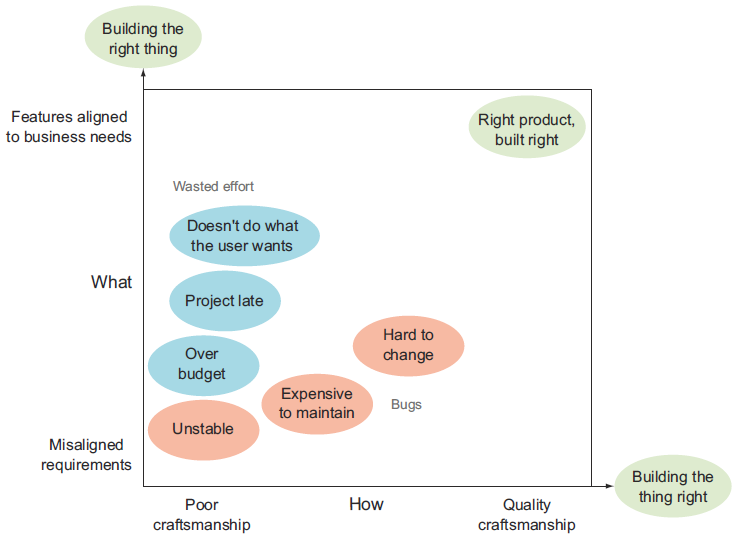 Building the
right thing
Features aligned
to business needs
Right product,
built right
Wasted effort
Doesn't do what
the user wants
What
Project late
Hard to
change
Over
budget
Expensive
to maintain
Bugs
Unstable
Misaligned
requirements
Building the
thing right
Poor
craftsmanship
How
Quality
craftsmanship